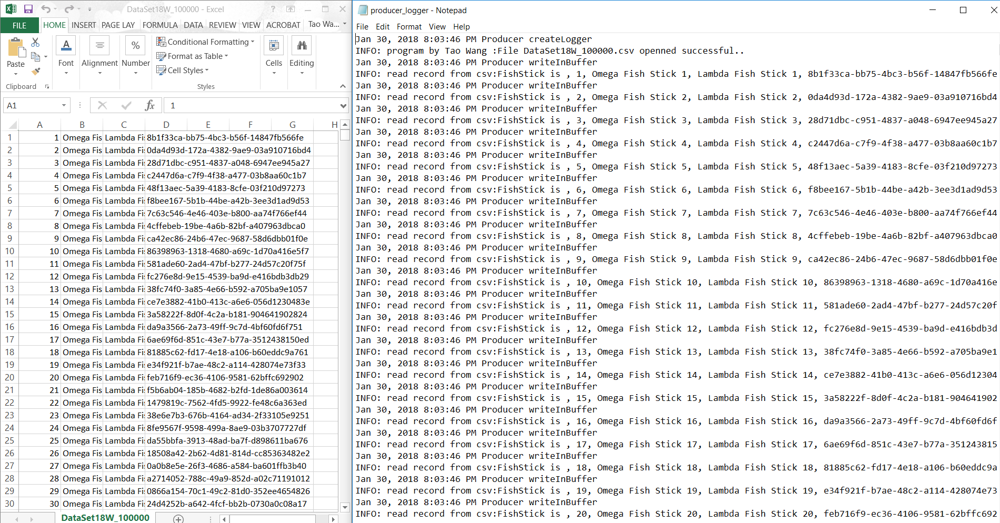 DataSet18W_100000 - Excel
FILE HOME INSERT PAGE LAY FORMULA DATA REVIEW VIEW ACROBAT Tao Wa...
Paste
Font
Alignment
Number
Conditional Formatting
Format as Table
Cell Styles
Cells
Editing
Clipboard
Styles
A1
fx
1
A B C D E F G H
1 1 Omega Fis Lambda Fi 8b1f33ca-bb75-4bc3-b56f-14847fb566fe
2 2 Omega Fis Lambda Fi 0da4d93d-172a-4382-9ae9-03a910716bd4
3 3 Omega Fis Lambda Fi 28d71dbc-c951-4837-a048-6947ee945a27
4 4 Omega Fis Lambda Fi c2447d6a-c7f9-4f38-a477-03b8aa60c1b7
5 5 Omega Fis Lambda Fi 48f13aec-5a39-4183-8cfe-03f210d97273
6 6 Omega Fis Lambda Fi f8bee167-5b1b-44be-a42b-3ee3d1ad9d53
7 7 Omega Fis Lambda Fi 7c63c546-4e46-403e-b800-aa74f766ef44
8 8 Omega Fis Lambda Fi 4cffebeb-19be-4a6b-82bf-a407963dbca0
9 9 Omega Fis Lambda Fi ca42ec86-24b6-47ec-9687-58d6dbb01f0e
10 10 Omega Fis Lambda Fi 86398963-1318-4680-a69c-1d70a416e5f7
11 11 Omega Fis Lambda Fi 581ade60-2ad4-47bf-b277-24d57c20f75f
12 12 Omega Fis Lambda Fi fc276e8d-9e15-4539-ba9d-e416bdb3db29
13 13 Omega Fis Lambda Fi 38fc74f0-3a85-4e66-b592-a705ba9e1057
14 14 Omega Fis Lambda Fi ce7e3882-41b0-413c-a6e6-056d1230483e
15 15 Omega Fis Lambda Fi 3a58222f-8d0f-4c2a-b181-904641902824
16 16 Omega Fis Lambda Fi da9a3566-2a73-49ff-9c7d-4bf60fd6f751
17 17 Omega Fis Lambda Fi 6ae69f6d-851c-43e7-b77a-3512438150ed
18 18 Omega Fis Lambda Fi 81885c62-fd17-4e18-a106-b60eddc9a761
19 19 Omega Fis Lambda Fi e34f921f-b7ae-48c2-a114-428074e73f33
20 20 Omega Fis Lambda Fi feb716f9-ec36-4106-9581-62bffc692902
21 21 Omega Fis Lambda Fi f5b6ab04-185b-4682-b2fd-1de86a003614
22 22 Omega Fis Lambda Fi 1479819c-7562-4fd5-9922-fe48c6a363ed
23 23 Omega Fis Lambda Fi 38e6e7b3-676b-4164-ad34-2f33105e9251
24 24 Omega Fis Lambda Fi 8fe9567f-9598-499a-8ae9-03b3707727df
25 25 Omega Fis Lambda Fi da55bbfa-3913-48ad-ba7f-d898611ba676
26 26 Omega Fis Lambda Fi 18508a42-2b62-4d81-814d-cc85363482e2
27 27 Omega Fis Lambda Fi 0a0b8e5e-26f3-4686-a584-ba601ffb3b40
28 28 Omega Fis Lambda Fi a2714052-788c-49a9-852d-a02c71191012
29 29 Omega Fis Lambda Fi 0866a154-70c1-49c2-81d0-352ee4654826
30 30 Omega Fis Lambda Fi 24d4252b-a642-4fcf-bb2b-0730a0c08a17
DataSet18W_100000
producer_logger - Notepad
File Edit Format View Help
Jan 30, 2018 8:03:46 PM Producer createLogger
INFO: program by Tao Wang :File DataSet18W_100000.csv openned successful..
Jan 30, 2018 8:03:46 PM Producer writeInBuffer
INFO: read record from csv:FishStick is , 1, Omega Fish Stick 1, Lambda Fish Stick 1, 8b1f33ca-bb75-4bc3-b56f-14847fb566fe
Jan 30, 2018 8:03:46 PM Producer writeInBuffer
INFO: read record from csv:FishStick is , 2, Omega Fish Stick 2, Lambda Fish Stick 2, 0da4d93d-172a-4382-9ae9-03a910716bd4
Jan 30, 2018 8:03:46 PM Producer writeInBuffer
INFO: read record from csv:FishStick is , 3, Omega Fish Stick 3, Lambda Fish Stick 3, 28d71dbc-c951-4837-a048-6947ee945a27
Jan 30, 2018 8:03:46 PM Producer writeInBuffer
INFO: read record from csv:FishStick is , 4, Omega Fish Stick 4, Lambda Fish Stick 4, c2447d6a-c7f9-4f38-a477-03b8aa60c1b7
Jan 30, 2018 8:03:46 PM Producer writeInBuffer
INFO: read record from csv:FishStick is , 5, Omega Fish Stick 5, Lambda Fish Stick 5, 48f13aec-5a39-4183-8cfe-03f210d97273
Jan 30, 2018 8:03:46 PM Producer writeInBuffer
INFO: read record from csv:FishStick is , 6, Omega Fish Stick 6, Lambda Fish Stick 6, f8bee167-5b1b-44be-a42b-3ee3d1ad9d53
Jan 30, 2018 8:03:46 PM Producer writeInBuffer
INFO: read record from csv:FishStick is , 7, Omega Fish Stick 7, Lambda Fish Stick 7, 7c63c546-4e46-403e-b800-aa74f766ef44
Jan 30, 2018 8:03:46 PM Producer writeInBuffer
INFO: read record from csv:FishStick is , 8, Omega Fish Stick 8, Lambda Fish Stick 8, 4cffebeb-19be-4a6b-82bf-a407963dbca0
Jan 30, 2018 8:03:46 PM Producer writeInBuffer
INFO: read record from csv:FishStick is , 9, Omega Fish Stick 9, Lambda Fish Stick 9, ca42ec86-24b6-47ec-9687-58d6dbb01f0e
Jan 30, 2018 8:03:46 PM Producer writeInBuffer
INFO: read record from csv:FishStick is , 10, Omega Fish Stick 10, Lambda Fish Stick 10, 86398963-1318-4680-a69c-1d70a416e
Jan 30, 2018 8:03:46 PM Producer writeInBuffer
INFO: read record from csv:FishStick is , 11, Omega Fish Stick 11, Lambda Fish Stick 11, 581ade60-2ad4-47bf-b277-24d57c20f
Jan 30, 2018 8:03:46 PM Producer writeInBuffer
INFO: read record from csv:FishStick is , 12, Omega Fish Stick 12, Lambda Fish Stick 12, fc276e8d-9e15-4539-ba9d-e416bdb3d
Jan 30, 2018 8:03:46 PM Producer writeInBuffer
INFO: read record from csv:FishStick is , 13, Omega Fish Stick 13, Lambda Fish Stick 13, 38fc74f0-3a85-4e66-b592-a705ba9e1
Jan 30, 2018 8:03:46 PM Producer writeInBuffer
INFO: read record from csv:FishStick is , 14, Omega Fish Stick 14, Lambda Fish Stick 14, ce7e3882-41b0-413c-a6e6-056d12304
Jan 30, 2018 8:03:46 PM Producer writeInBuffer
INFO: read record from csv:FishStick is , 15, Omega Fish Stick 15, Lambda Fish Stick 15, 3a58222f-8d0f-4c2a-b181-904641902
Jan 30, 2018 8:03:46 PM Producer writeInBuffer
INFO: read record from csv:FishStick is , 16, Omega Fish Stick 16, Lambda Fish Stick 16, da9a3566-2a73-49ff-9c7d-4bf60fd6f
Jan 30, 2018 8:03:46 PM Producer writeInBuffer
INFO: read record from csv:FishStick is , 17, Omega Fish Stick 17, Lambda Fish Stick 17, 6ae69f6d-851c-43e7-b77a-351243815
Jan 30, 2018 8:03:46 PM Producer writeInBuffer
INFO: read record from csv:FishStick is , 18, Omega Fish Stick 18, Lambda Fish Stick 18, 81885c62-fd17-4e18-a106-b60eddc9a
Jan 30, 2018 8:03:46 PM Producer writeInBuffer
INFO: read record from csv:FishStick is , 19, Omega Fish Stick 19, Lambda Fish Stick 19, e34f921f-b7ae-48c2-a114-428074e73
Jan 30, 2018 8:03:46 PM Producer writeInBuffer
INFO: read record from csv:FishStick is , 20, Omega Fish Stick 20, Lambda Fish Stick 20, feb716f9-ec36-4106-9581-62bffc692